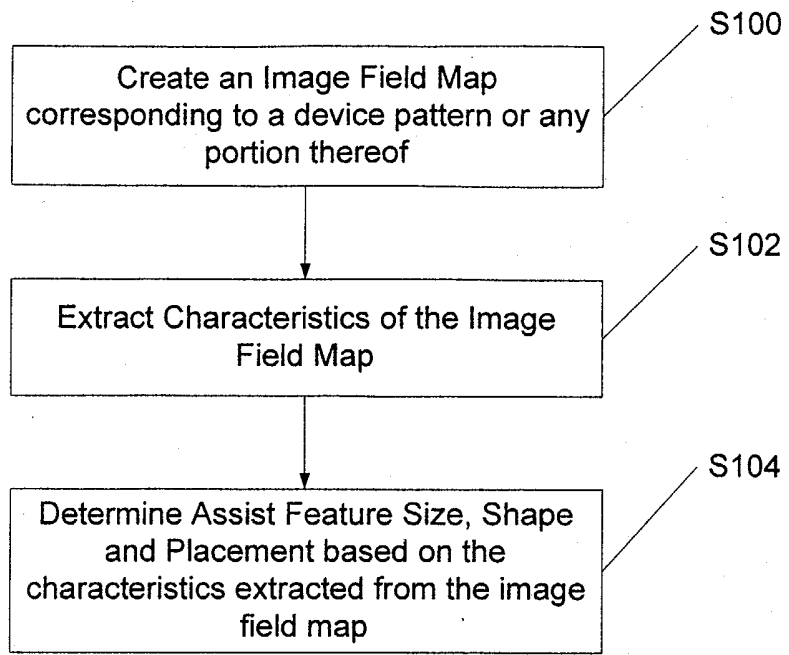 S100
Create an Image Field Map
corresponding to a device pattern or any
portion thereof
S102
Extract Characteristics of the Image
Field Map
S104
Determine Assist Feature Size, Shape
and Placement based on the
characteristics extracted from the image
field map